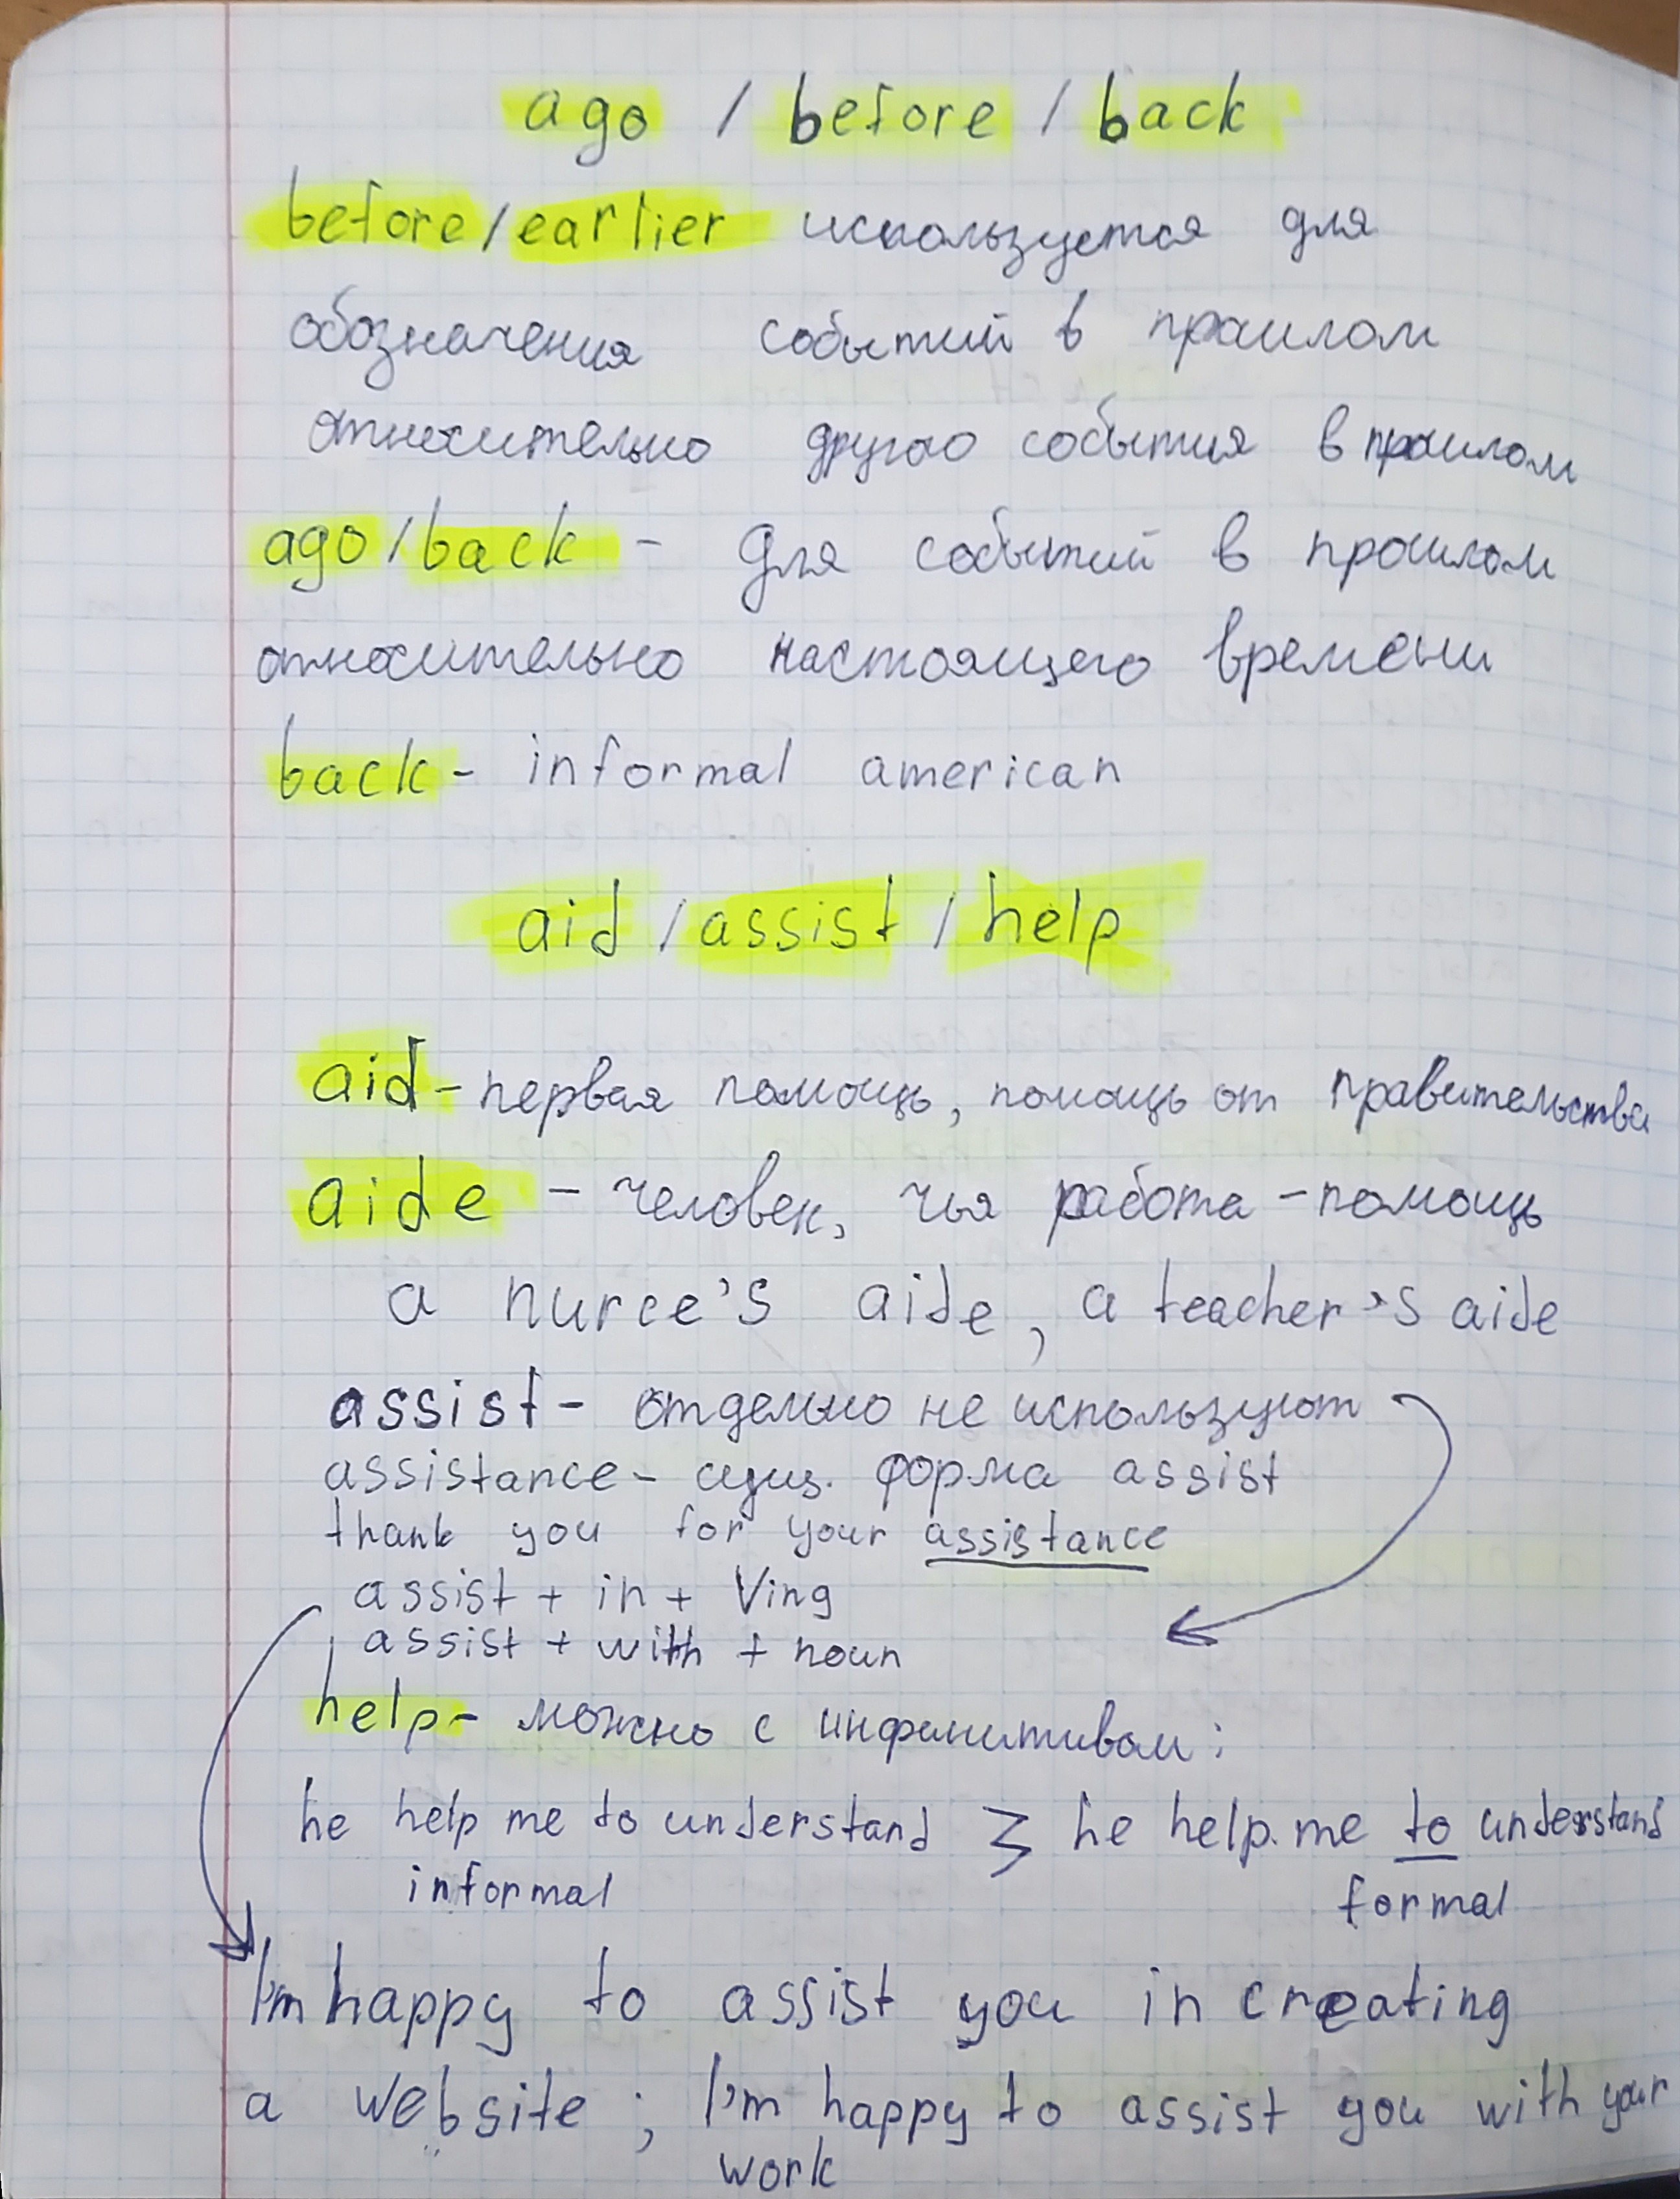 ago / before / back
before/earlier используется для
обозначения событий в прошлом
относительно другого события в прошлом
ago/back - для событий в прошлом
относительно настоящего времени
back - informal american
aid / assist / help
aid - первая помощь, помощь от правительства
aide - человек, чья работа - помощь
a nurce's aide, a teacher's aide
assist - отдельно не используют
assistance - сущ. форма assist
thank you for your assistance
assist + in + Ving
assist + with + noun
help - можно с инфинитивом:
he help me to understand ⩾ he help me to understand
informal formal
I'm happy to assist you in creating
a website ; I'm happy to assist you with your
work